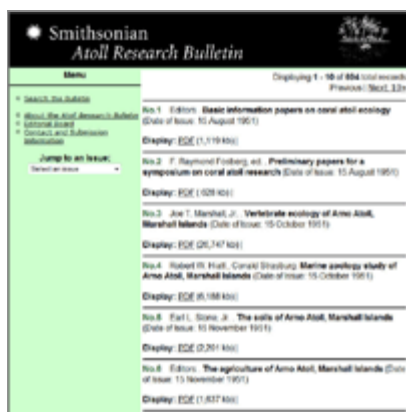 Smithsonian
Atoll Research Bulletin
Menu
Search the Bulletin
About the Atoll Research Bulletin
Editorial Board
Contact and Submission
Information
Jump to an Issue:
Select an issue
Displaying 1 - 10 of 604 total records
Previous | Next 10>
No.1 Editors. Basic information papers on coral atoll ecology
(Date of Issue: 15 August 1951)
Display: PDF (1,119 kbs)
No.2 F. Raymond Fosberg, ed. Preliminary papers for a
symposium on coral atoll research (Date of Issue: 15 August 1951)
Display: PDF ( 628 kbs)
No.3 Joe T. Marshall, Jr. Vertebrate ecology of Arno Atoll,
Marshall Islands (Date of Issue: 15 October 1951)
Display: PDF (20,747 kbs)
No.4 Robert W. Hiatt, Donald Strasburg. Marine zoology study of
Arno Atoll, Marshall Islands (Date of Issue: 15 October 1951)
Display: PDF (6,188 kbs)
No.5 Earl L. Stone, Jr. The soils of Arno Atoll, Marshall Islands
(Date of Issue: 15 November 1951)
Display: PDF (2,201 kbs)
No.6 Editors. The agriculture of Arno Atoll, Marshall Islands (Date
of Issue: 15 November 1951)
Display: PDF (1,637 kbs)